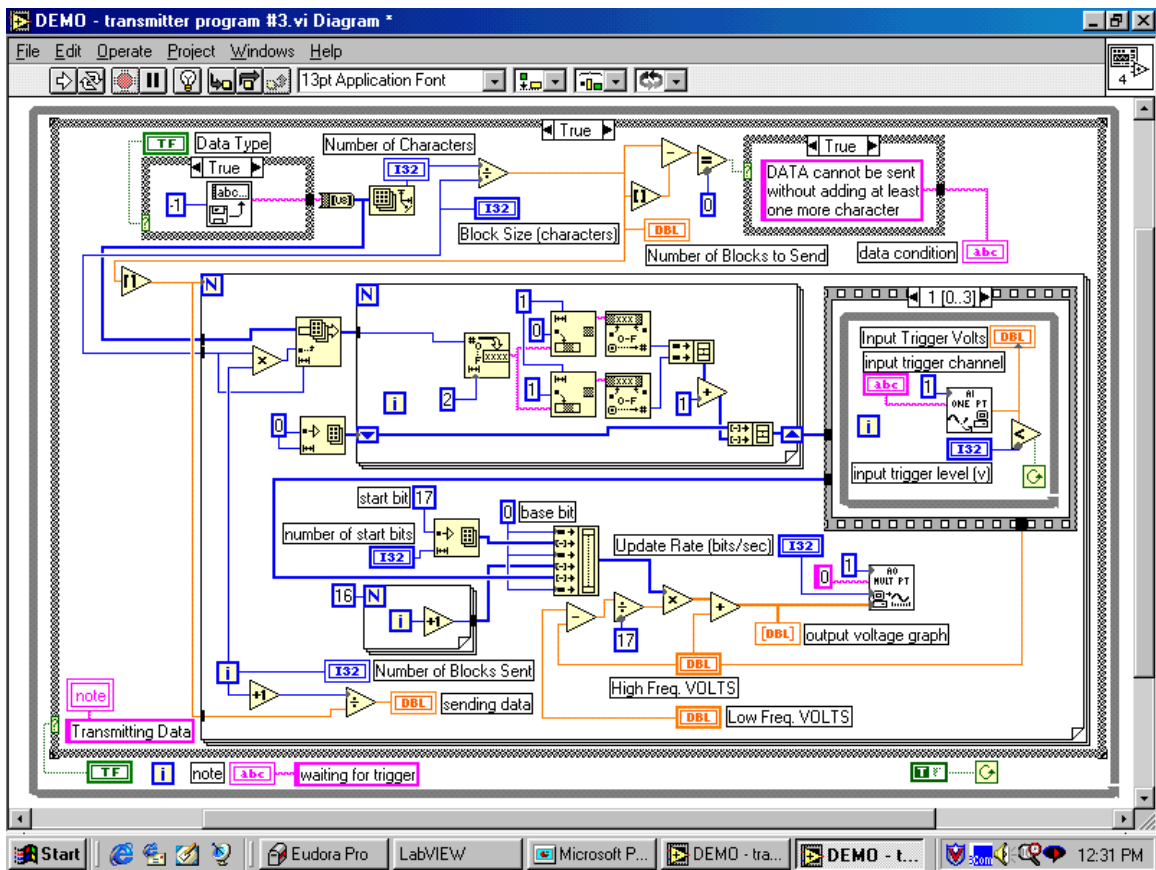 DEMO - transmitter program #3.vi Diagram *
File Edit Operate Project Windows Help
13pt Application Font
4
True
TF Data Type
Number of Characters
True
I32
abc...
-1
[U8]
I32
Block Size (characters)
=
0
DBL
Number of Blocks to Send
True
DATA cannot be sent
without adding at least
one more character
data condition abc
N
N
1
0
xxxx
0-F
#
1
0-F
#
i
2
1
0
1 [0..3]
Input Trigger Volts DBL
input trigger channel
abc
1
AI
ONE PT
i
I32
input trigger level (v)
start bit 17
number of start bits
I32
0 base bit
Update Rate (bits/sec) I32
0
1
AO
MULT PT
16 N
i +1
17
[DBL] output voltage graph
DBL
High Freq. VOLTS
DBL Low Freq. VOLTS
i
I32 Number of Blocks Sent
+1
DBL sending data
note
Transmitting Data
TF i note abc waiting for trigger
T
Start
Eudora Pro
LabVIEW
Microsoft P...
DEMO - tra...
DEMO - t...
12:31 PM